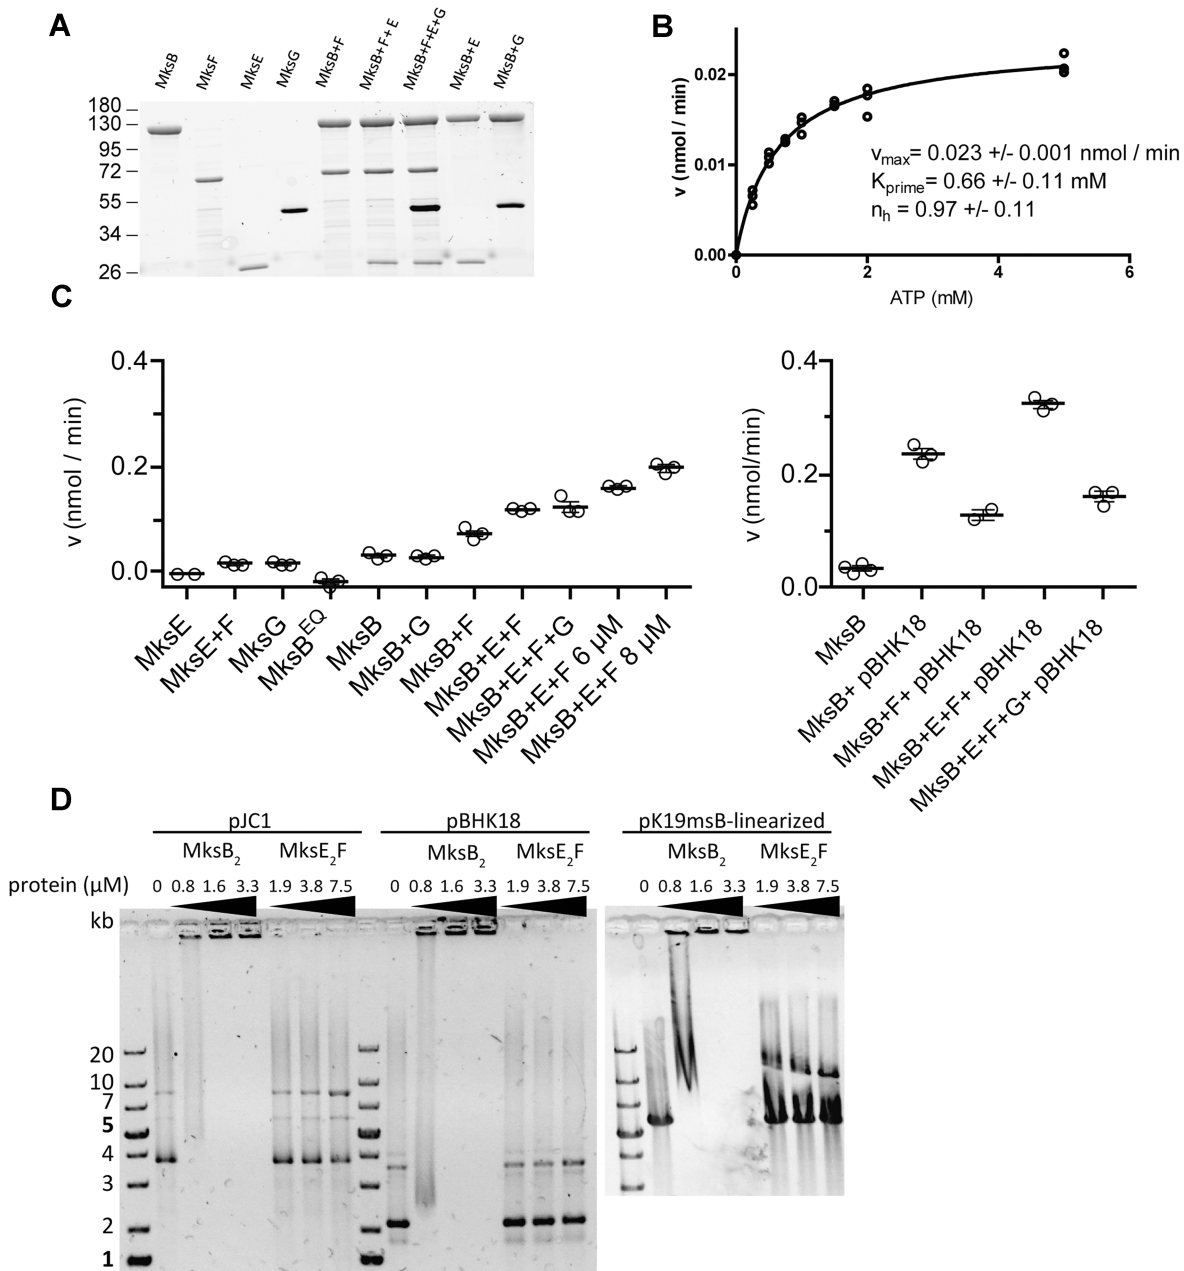 A
MksB
MksF
MksE
MksG
MksB+F
MksB+F+E
MksB+F+E+G
MksB+E
MksB+G
180
130
95
72
55
34
26
B
v (nmol / min)
0.02
0.01
0.00
0
2
4
6
ATP (mM)
vmax= 0.023 +/- 0.001 nmol / min
Kprime= 0.66 +/- 0.11 mM
nh = 0.97 +/- 0.11
C
v (nmol / min)
0.4
0.2
0.0
MksE
MksE+F
MksG
MksBEQ
MksB
MksB+G
MksB+F
MksB+E+F
MksB+E+F+G
MksB+E+F 6 µM
MksB+E+F 8 µM
v (nmol/min)
0.4
0.2
0.0
MksB
MksB+ pBHK18
MksB+F+ pBHK18
MksB+E+F+ pBHK18
MksB+E+F+G+ pBHK18
D
pJC1 pBHK18 pK19msB-linearized
MksB2 MksE2F MksB2 MksE2F MksB2 MksE2F
protein (µM) 0 0.8 1.6 3.3 1.9 3.8 7.5 0 0.8 1.6 3.3 1.9 3.8 7.5 0 0.8 1.6 3.3 1.9 3.8 7.5
kb
20
10
7
5
4
3
2
1